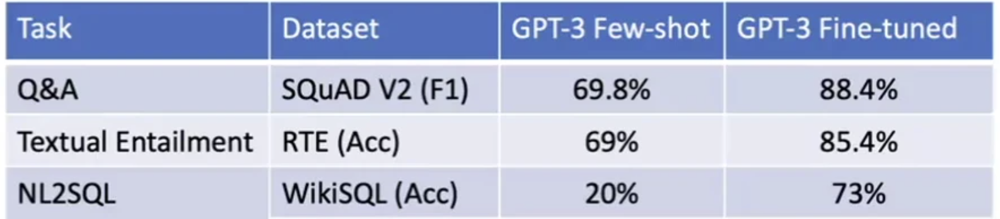 Task Dataset GPT-3 Few-shot GPT-3 Fine-tuned
Q&A SQuAD V2 (F1) 69.8% 88.4%
Textual Entailment RTE (Acc) 69% 85.4%
NL2SQL WikiSQL (Acc) 20% 73%